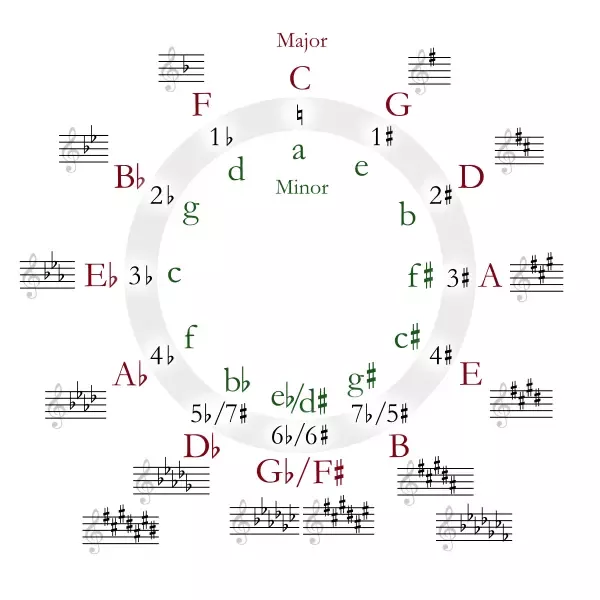 Major
C
F
G
♮
1♭
1♯
a
d
e
Minor
B♭
D
2♭
2♯
g
b
E♭
3♭
c
f♯
3♯
A
f
c♯
4♭
4♯
A♭
E
b♭
g♯
e♭/d♯
5♭/7♯
7♭/5♯
6♭/6♯
D♭
B
G♭/F♯